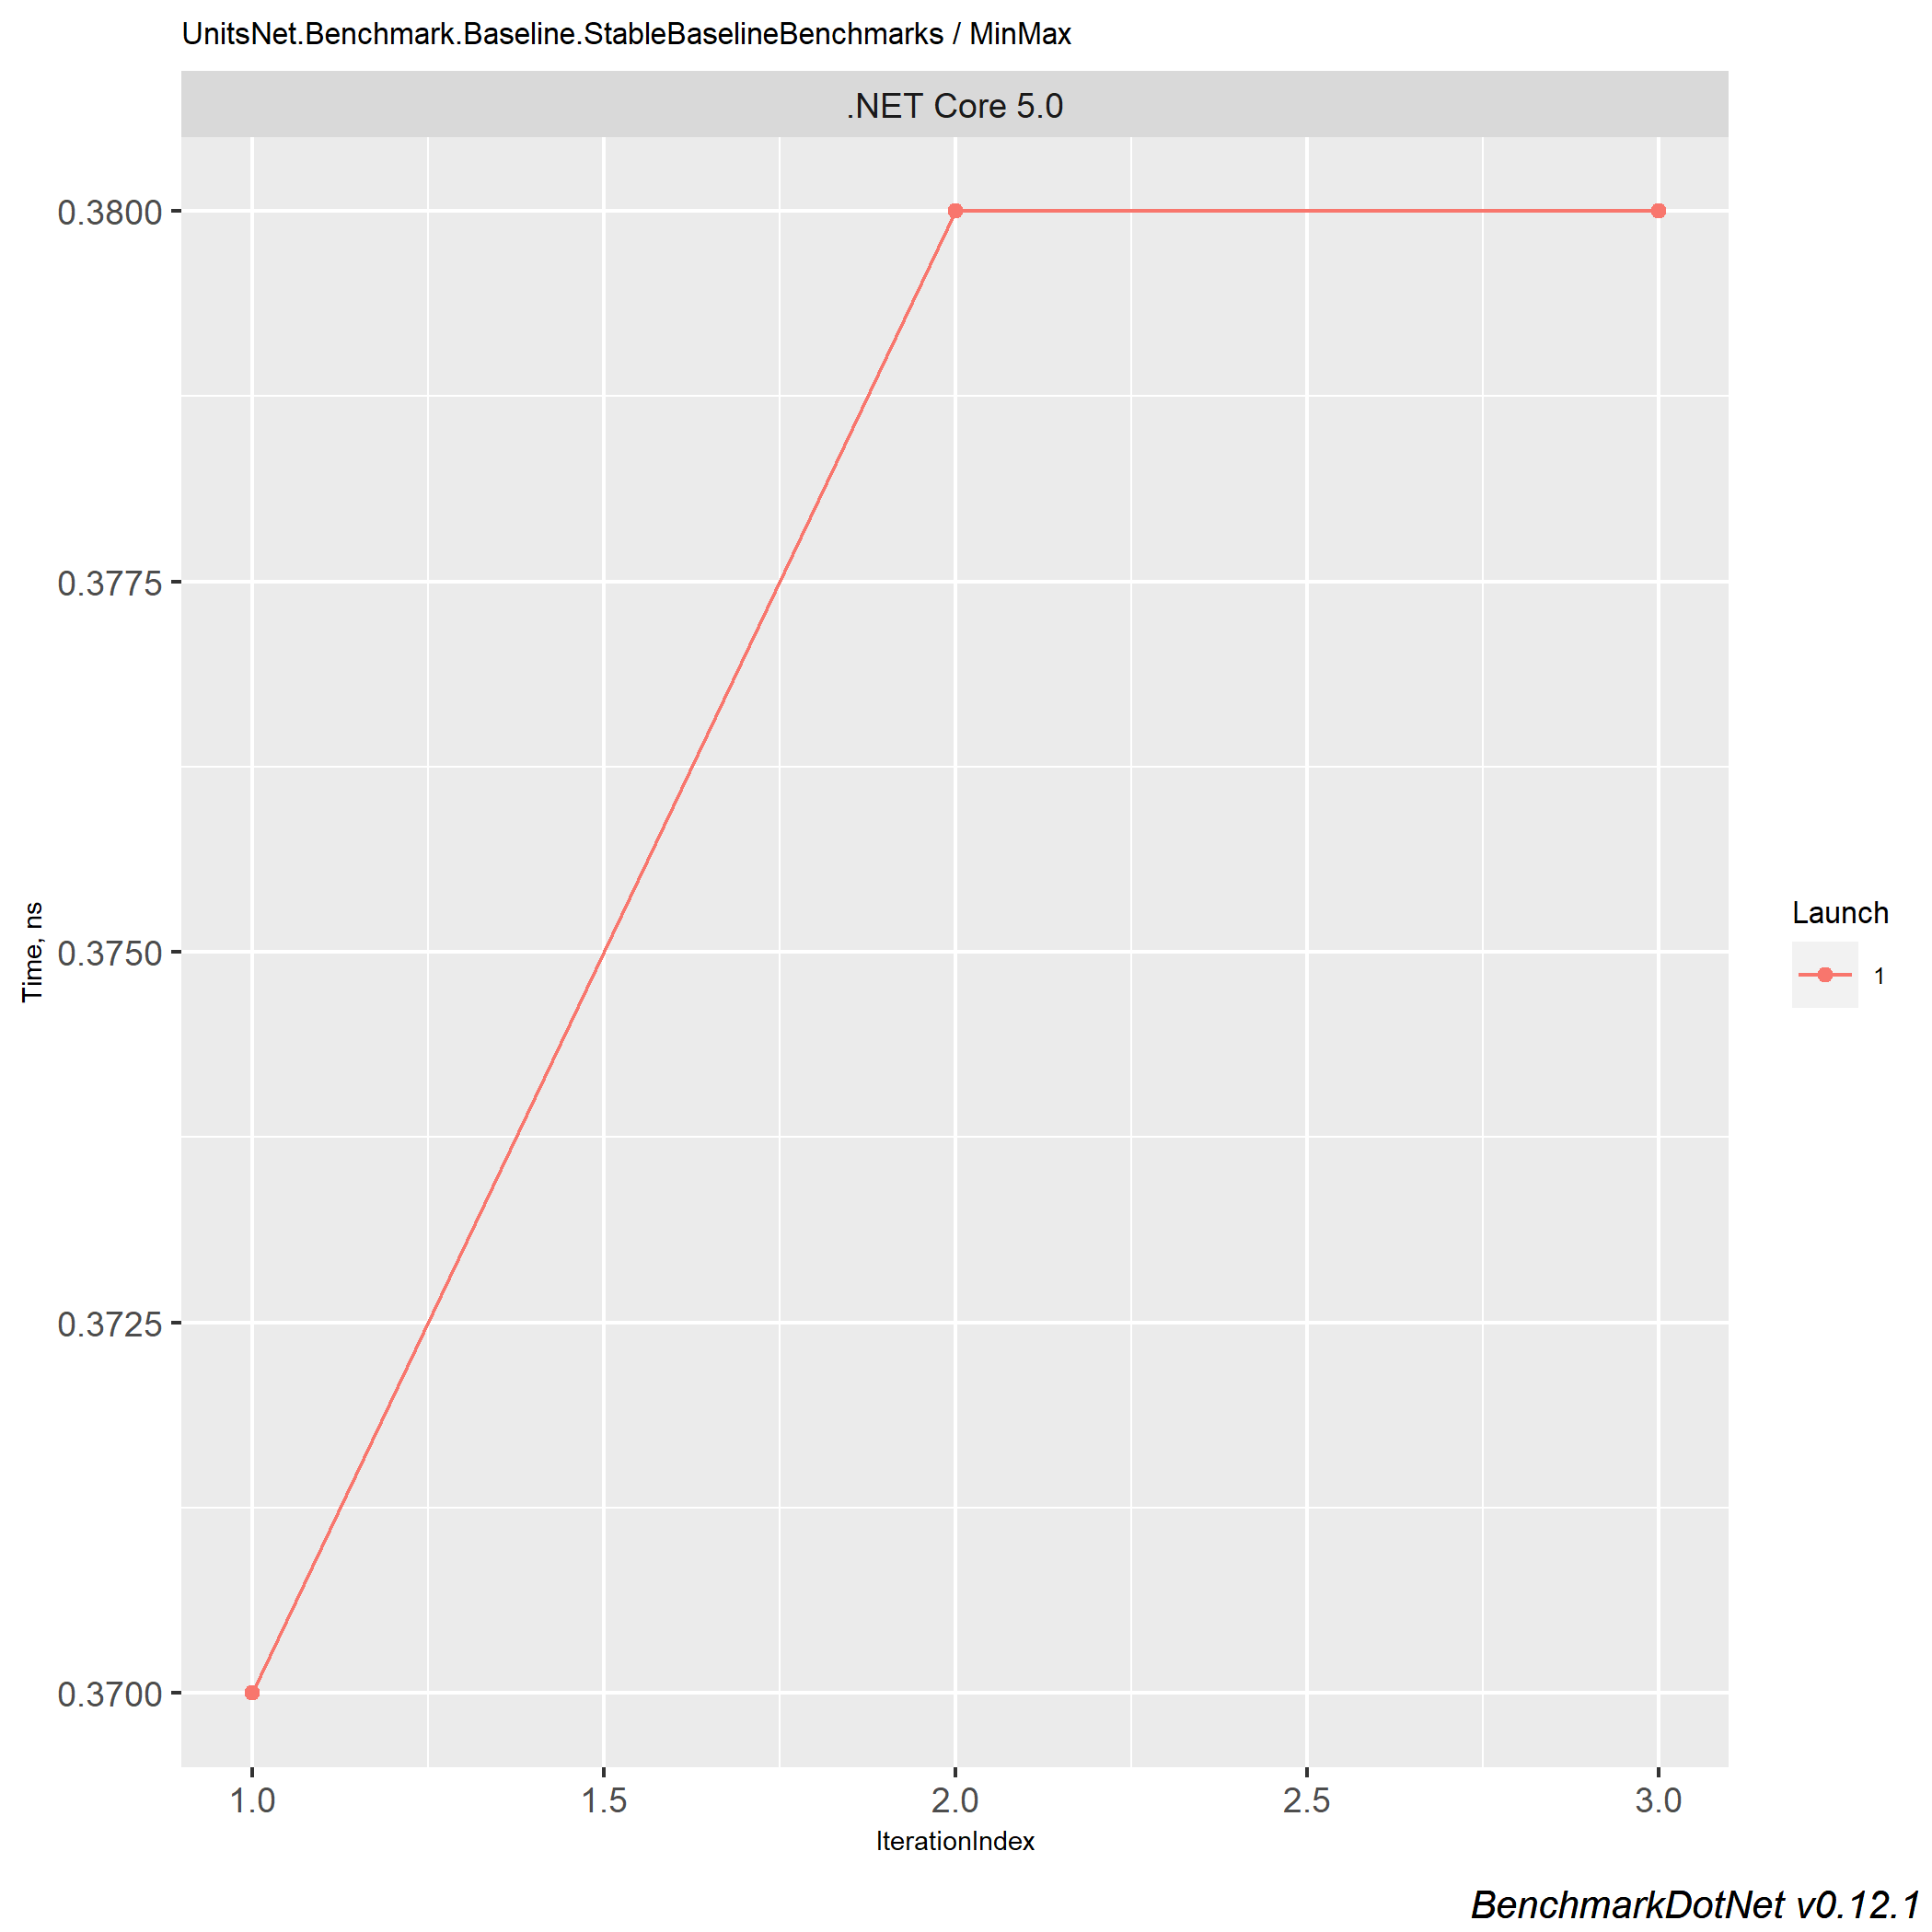 UnitsNet.Benchmark.Baseline.StableBaselineBenchmarks / MinMax
.NET Core 5.0
0.3800
0.3775
0.3750
0.3725
0.3700
Time, ns
1.0 1.5 2.0 2.5 3.0
IterationIndex
Launch
1
BenchmarkDotNet v0.12.1